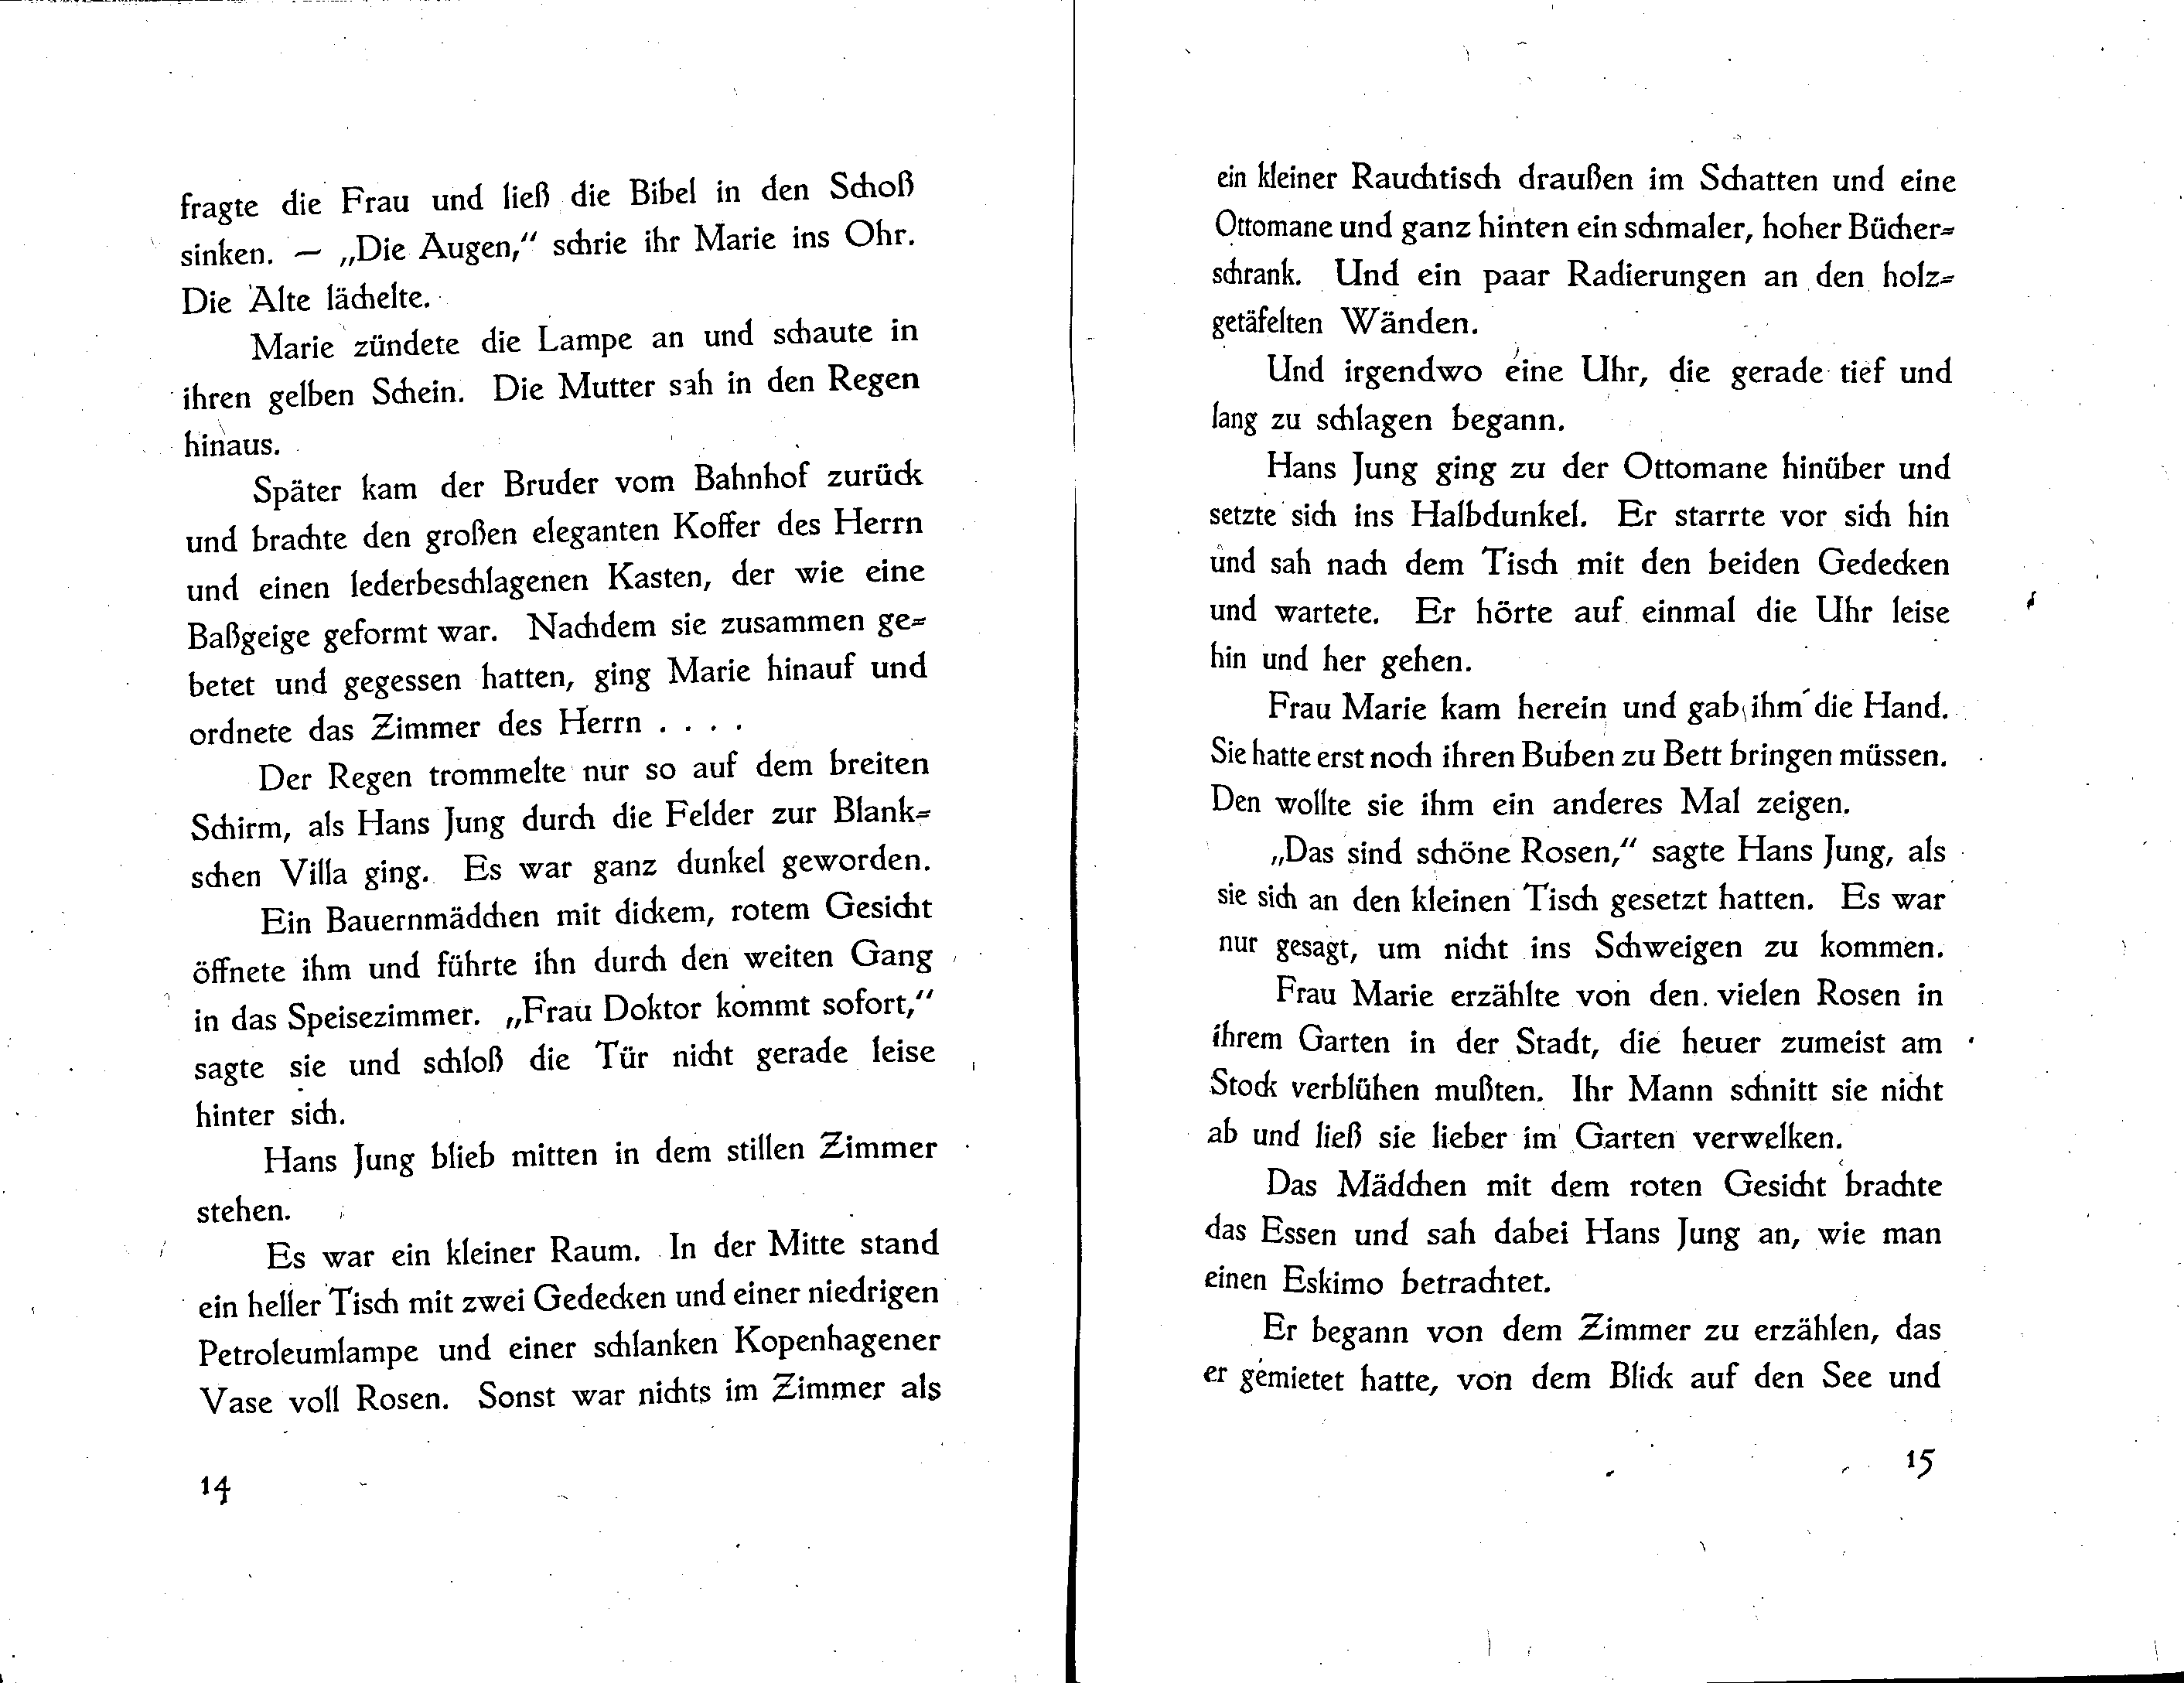 fragte die Frau und ließ die Bibel in den Schoß
sinken. — „Die Augen,“ schrie ihr Marie ins Ohr.
Die Alte lächelte.
Marie zündete die Lampe an und schaute in
ihren gelben Schein. Die Mutter sah in den Regen
hinaus.
Später kam der Bruder vom Bahnhof zurück
und brachte den großen eleganten Koffer des Herrn
und einen lederbeschlagenen Kasten, der wie eine
Baßgeige geformt war. Nachdem sie zusammen ge=
betet und gegessen hatten, ging Marie hinauf und
ordnete das Zimmer des Herrn . . . .
Der Regen trommelte nur so auf dem breiten
Schirm, als Hans Jung durch die Felder zur Blank=
schen Villa ging. Es war ganz dunkel geworden.
Ein Bauernmädchen mit dickem, rotem Gesicht
öffnete ihm und führte ihn durch den weiten Gang
in das Speisezimmer. „Frau Doktor kommt sofort,“
sagte sie und schloß die Tür nicht gerade leise
hinter sich.
Hans Jung blieb mitten in dem stillen Zimmer
stehen.
Es war ein kleiner Raum. In der Mitte stand
ein heller Tisch mit zwei Gedecken und einer niedrigen
Petroleumlampe und einer schlanken Kopenhagener
Vase voll Rosen. Sonst war nichts im Zimmer als
14
ein kleiner Rauchtisch draußen im Schatten und eine
Ottomane und ganz hinten ein schmaler, hoher Bücher=
schrank. Und ein paar Radierungen an den holz=
getäfelten Wänden.
Und irgendwo eine Uhr, die gerade tief und
lang zu schlagen begann.
Hans Jung ging zu der Ottomane hinüber und
setzte sich ins Halbdunkel. Er starrte vor sich hin
und sah nach dem Tisch mit den beiden Gedecken
und wartete. Er hörte auf einmal die Uhr leise
hin und her gehen.
Frau Marie kam herein und gab ihm die Hand.
Sie hatte erst noch ihren Buben zu Bett bringen müssen.
Den wollte sie ihm ein anderes Mal zeigen.
„Das sind schöne Rosen,“ sagte Hans Jung, als
sie sich an den kleinen Tisch gesetzt hatten. Es war
nur gesagt, um nicht ins Schweigen zu kommen.
Frau Marie erzählte von den vielen Rosen in
ihrem Garten in der Stadt, die heuer zumeist am
Stock verblühen mußten. Ihr Mann schnitt sie nicht
ab und ließ sie lieber im Garten verwelken.
Das Mädchen mit dem roten Gesicht brachte
das Essen und sah dabei Hans Jung an, wie man
einen Eskimo betrachtet.
Er begann von dem Zimmer zu erzählen, das
er gemietet hatte, von dem Blick auf den See und
15